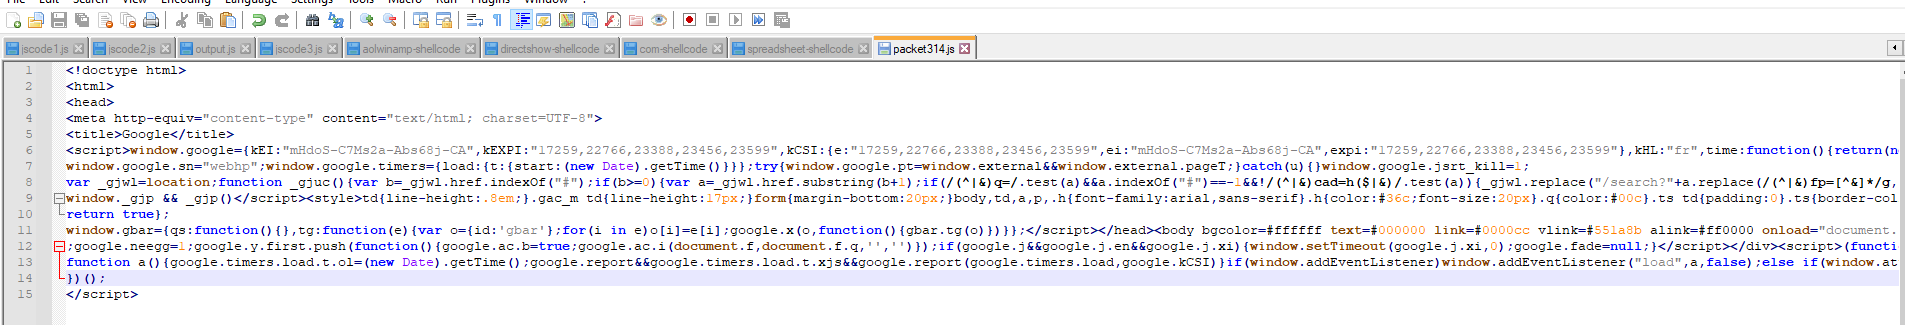 File Edit Search View Encoding Language Settings Tools Macro Run Plugins Window ?
jscode1.js jscode2.js output.js jscode3.js aolwinamp-shellcode directshow-shellcode com-shellcode spreadsheet-shellcode packet314.js
1 <!doctype html>
2 <html>
3 <head>
4 <meta http-equiv="content-type" content="text/html; charset=UTF-8">
5 <title>Google</title>
6 <script>window.google={kEI:"mHdoS-C7Ms2a-Abs68j-CA",kEXPI:"17259,22766,23388,23456,23599",kCSI:{e:"17259,22766,23388,23456,23599",ei:"mHdoS-C7Ms2a-Abs68j-CA",expi:"17259,22766,23388,23456,23599"},kHL:"fr",time:function(){return(n
7 window.google.sn="webhp";window.google.timers={load:{t:{start:(new Date).getTime()}}};try{window.google.pt=window.external&&window.external.pageT;}catch(u){}window.google.jsrt_kill=1;
8 var _gjwl=location;function _gjuc(){var b=_gjwl.href.indexOf("#");if(b>=0){var a=_gjwl.href.substring(b+1);if(/(^|&)q=/.test(a)&&a.indexOf("#")==-1&&!/(^|&)cad=h($|&)/.test(a)){_gjwl.replace("/search?"+a.replace(/(^|&)fp=[^&]*/g,
9 window._gjp && _gjp()</script><style>td{line-height:.8em;}.gac_m td{line-height:17px;}form{margin-bottom:20px;}body,td,a,p,.h{font-family:arial,sans-serif}.h{color:#36c;font-size:20px}.q{color:#00c}.ts td{padding:0}.ts{border-col
10 return true};
11 window.gbar={qs:function(){},tg:function(e){var o={id:'gbar'};for(i in e)o[i]=e[i];google.x(o,function(){gbar.tg(o)})}};</script></head><body bgcolor=#ffffff text=#000000 link=#0000cc vlink=#551a8b alink=#ff0000 onload="document.
12 ;google.neegg=1;google.y.first.push(function(){google.ac.b=true;google.ac.i(document.f,document.f.q,'','')});if(google.j&&google.j.en&&google.j.xi){window.setTimeout(google.j.xi,0);google.fade=null;}</script></div><script>(functio
13 function a(){google.timers.load.t.ol=(new Date).getTime();google.report&&google.timers.load.t.xjs&&google.report(google.timers.load,google.kCSI)}if(window.addEventListener)window.addEventListener("load",a,false);else if(window.at
14 })();
15 </script>